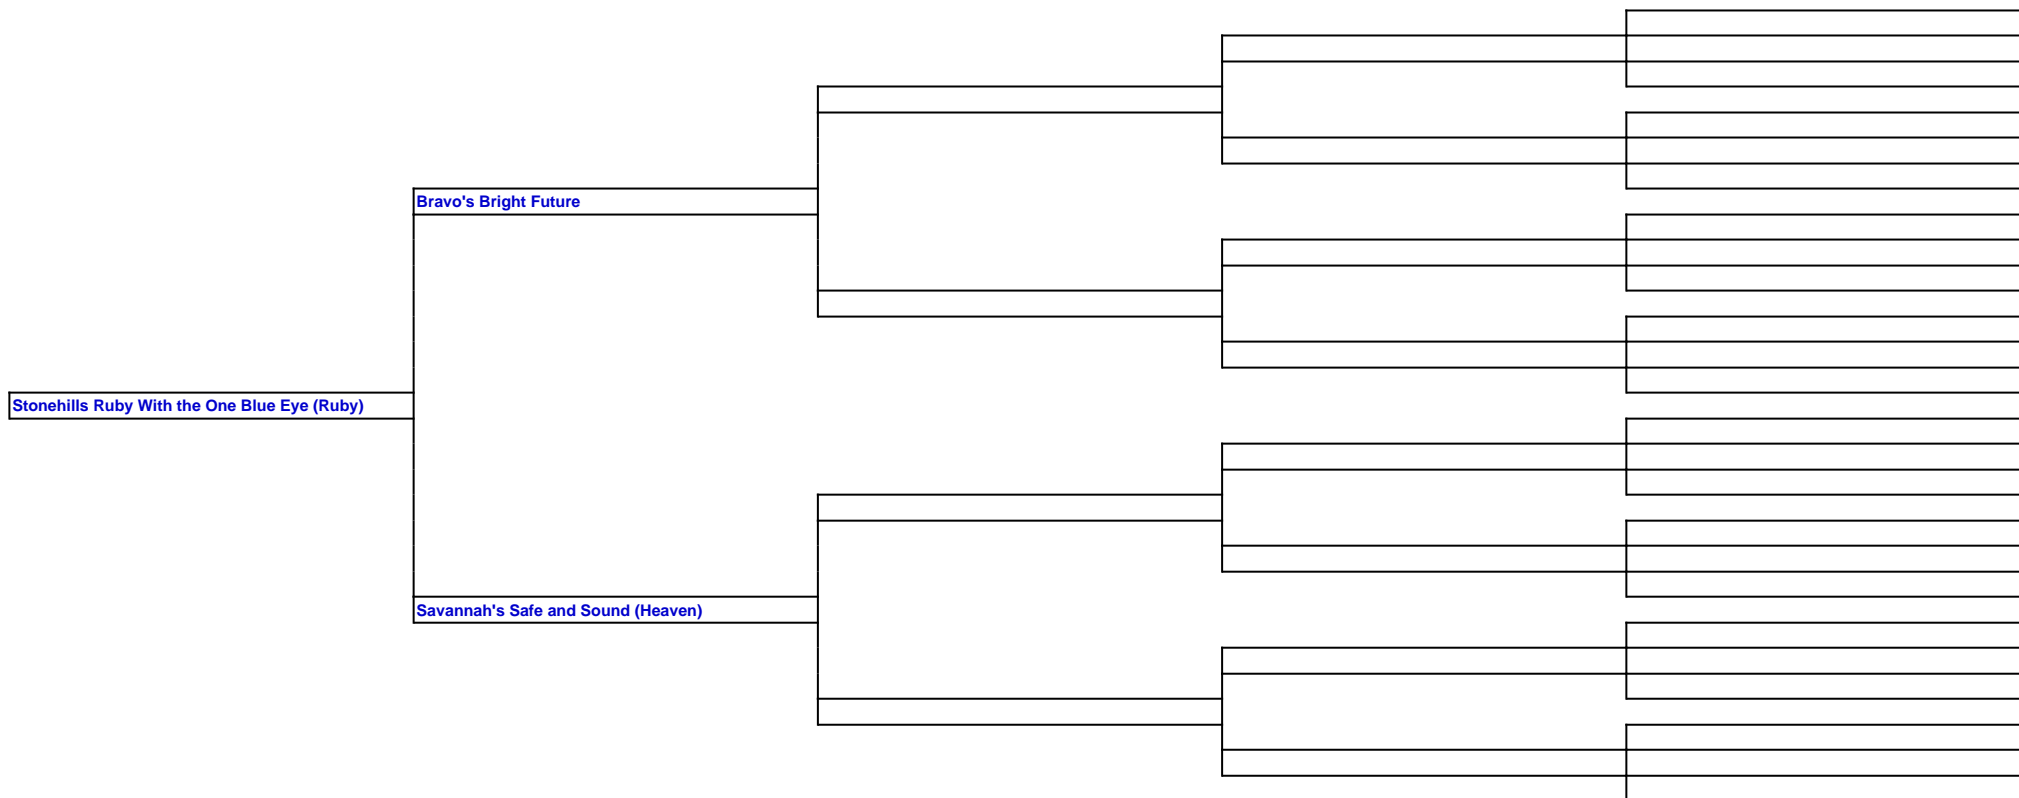 Bravo's Bright Future
Stonehills Ruby With the One Blue Eye (Ruby)
Savannah's Safe and Sound (Heaven)